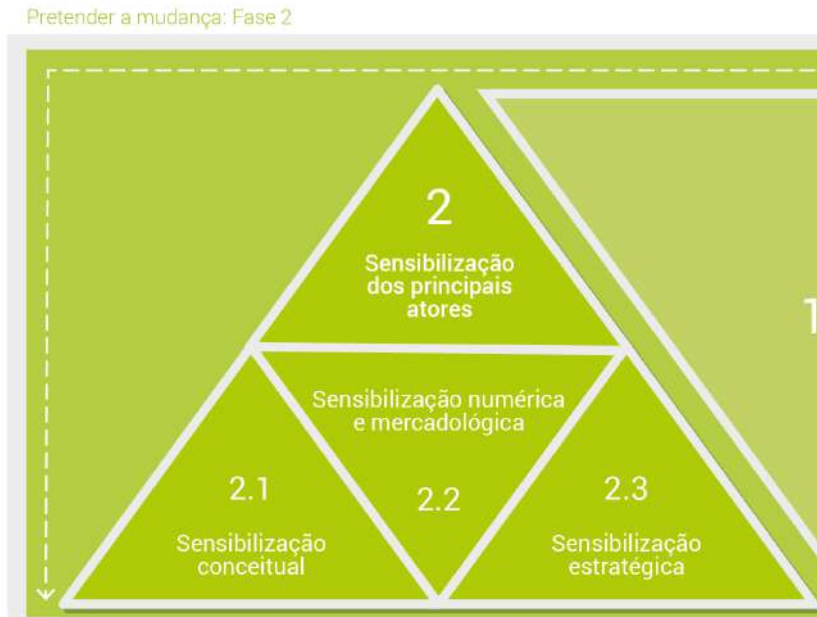 Pretender a mudança: Fase 2
2
Sensibilização
dos principais
atores
1
Sensibilização numérica
e mercadológica
2.2
2.1
Sensibilização
conceitual
2.3
Sensibilização
estratégica